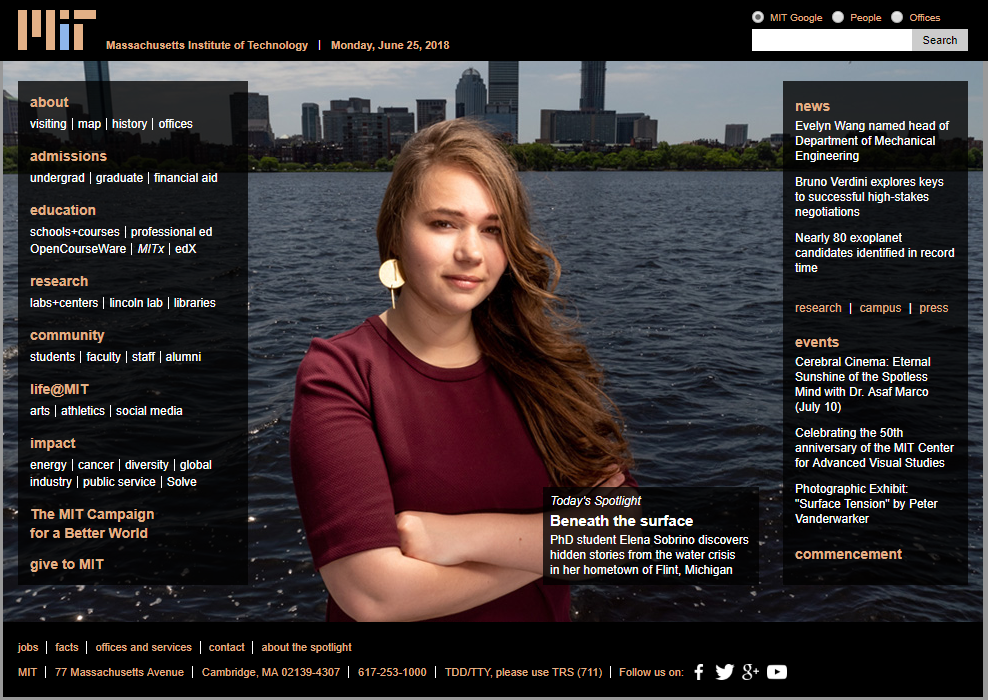 MIT
Massachusetts Institute of Technology | Monday, June 25, 2018
MIT Google People Offices
Search
about
visiting | map | history | offices
admissions
undergrad | graduate | financial aid
education
schools+courses | professional ed
OpenCourseWare | MITx | edX
research
labs+centers | lincoln lab | libraries
community
students | faculty | staff | alumni
life@MIT
arts | athletics | social media
impact
energy | cancer | diversity | global
industry | public service | Solve
The MIT Campaign
for a Better World
give to MIT
Today's Spotlight
Beneath the surface
PhD student Elena Sobrino discovers
hidden stories from the water crisis
in her hometown of Flint, Michigan
news
Evelyn Wang named head of
Department of Mechanical
Engineering
Bruno Verdini explores keys
to successful high-stakes
negotiations
Nearly 80 exoplanet
candidates identified in record
time
research | campus | press
events
Cerebral Cinema: Eternal
Sunshine of the Spotless
Mind with Dr. Asaf Marco
(July 10)
Celebrating the 50th
anniversary of the MIT Center
for Advanced Visual Studies
Photographic Exhibit:
"Surface Tension" by Peter
Vanderwarker
commencement
jobs | facts | offices and services | contact | about the spotlight
MIT | 77 Massachusetts Avenue | Cambridge, MA 02139-4307 | 617-253-1000 | TDD/TTY, please use TRS (711) | Follow us on: